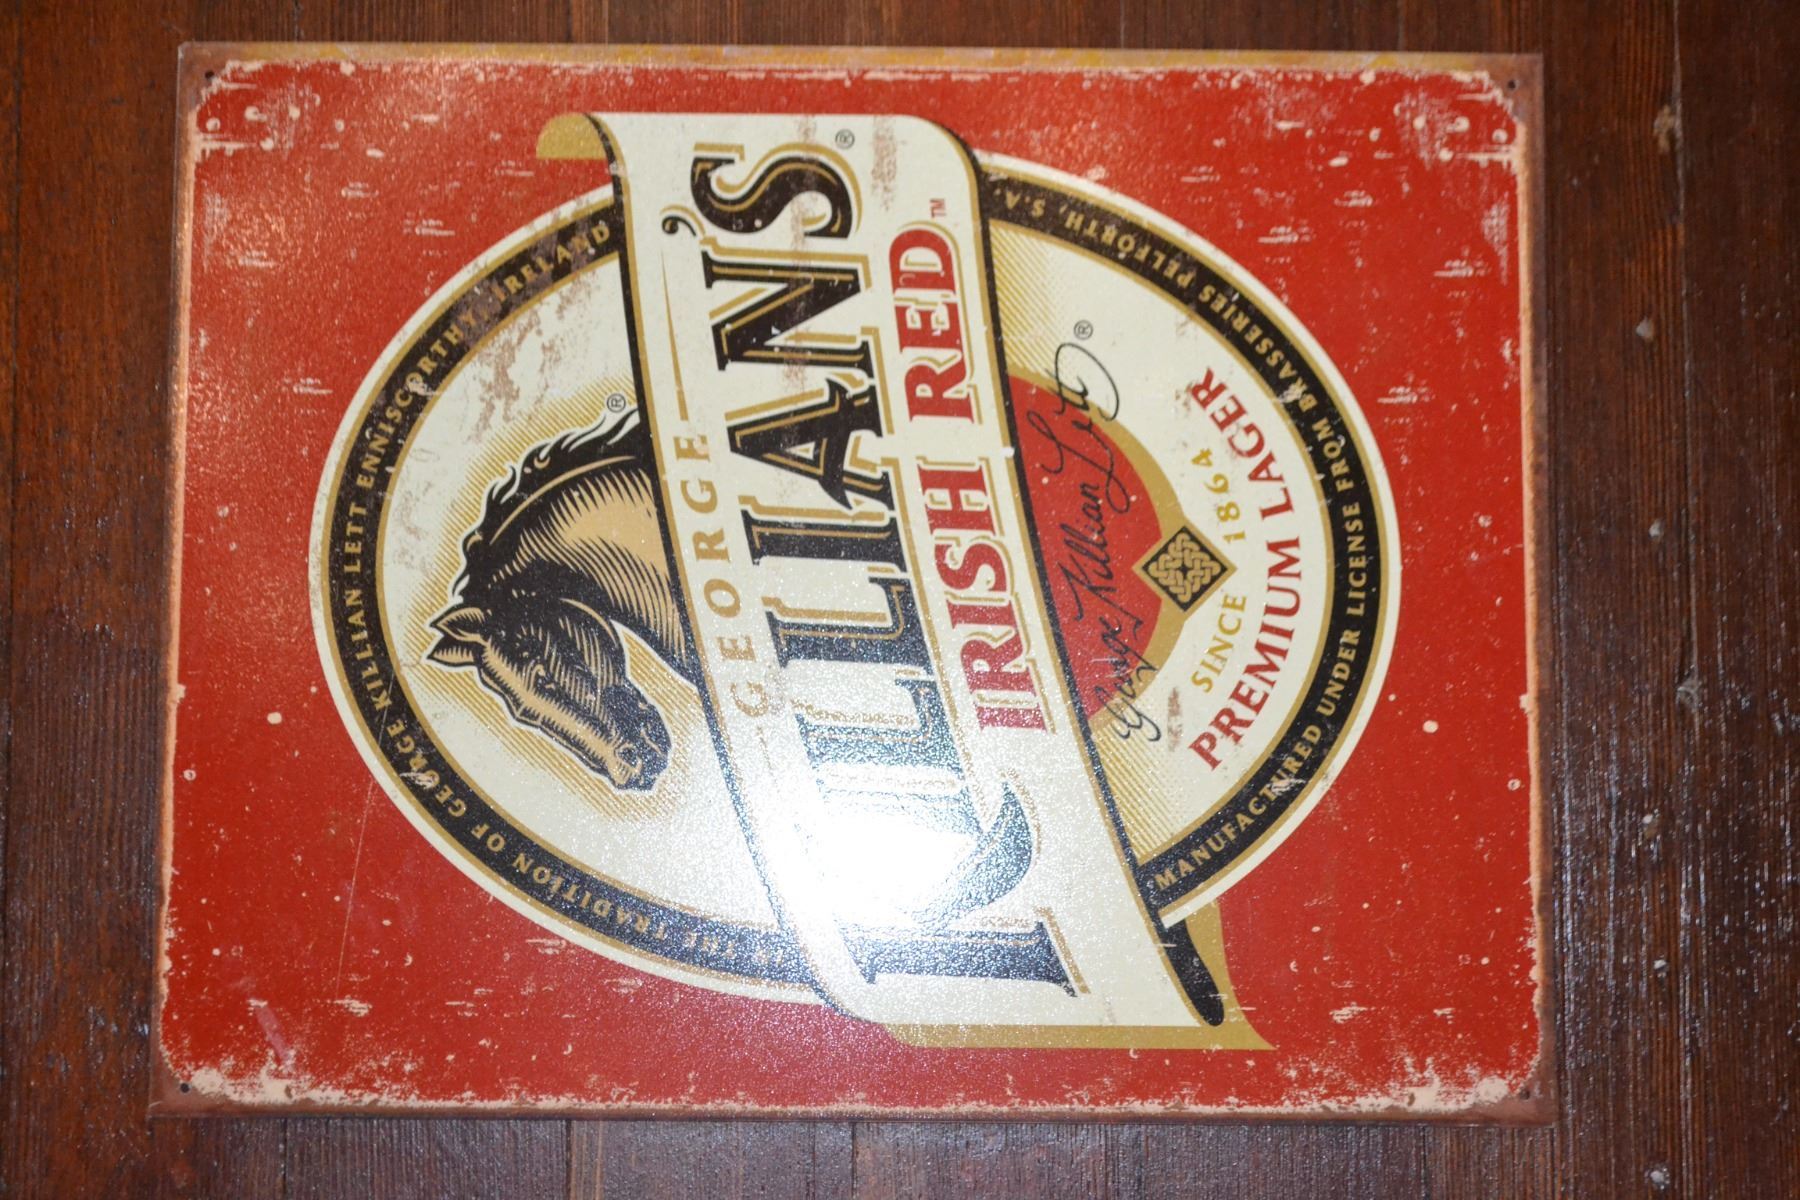 IN THE TRADITION OF GEORGE KILLIAN LETT ENNISCORTHY, IRELAND
®
GEORGE
KILLIAN'S®
IRISH RED™
George Killian Lett®
SINCE 1864
PREMIUM LAGER
MANUFACTURED UNDER LICENSE FROM BRASSERIES PELFORTH, S.A.